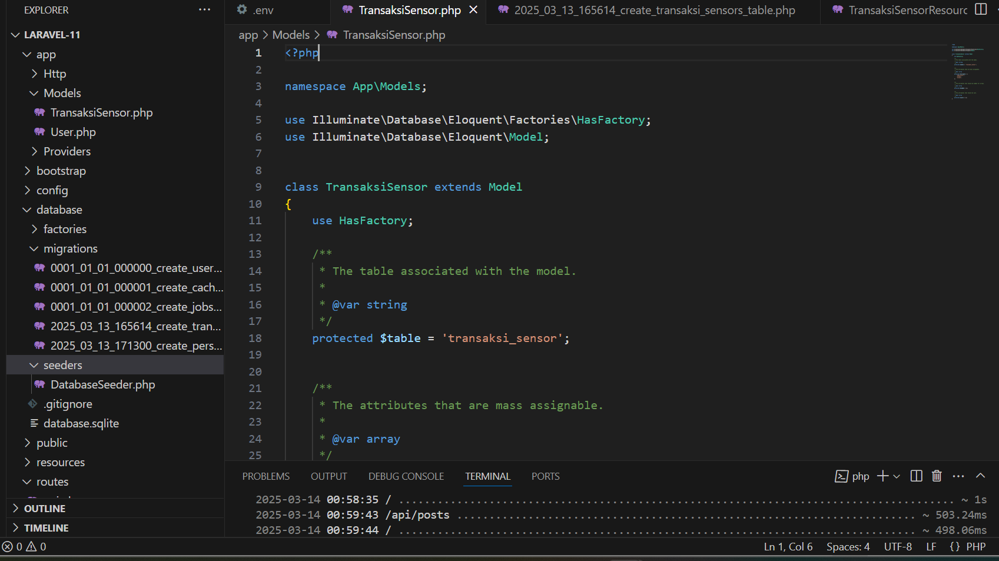 EXPLORER
LARAVEL-11
app
Http
Models
TransaksiSensor.php
User.php
Providers
bootstrap
config
database
factories
migrations
0001_01_01_000000_create_user...
0001_01_01_000001_create_cach...
0001_01_01_000002_create_jobs...
2025_03_13_165614_create_tran...
2025_03_13_171300_create_pers...
seeders
DatabaseSeeder.php
.gitignore
database.sqlite
public
resources
routes
OUTLINE
TIMELINE
.env
TransaksiSensor.php
2025_03_13_165614_create_transaksi_sensors_table.php
TransaksiSensorResourc
app > Models > TransaksiSensor.php
1 <?php
2
3 namespace App\Models;
4
5 use Illuminate\Database\Eloquent\Factories\HasFactory;
6 use Illuminate\Database\Eloquent\Model;
7
8
9 class TransaksiSensor extends Model
10 {
11 use HasFactory;
12
13 /**
14 * The table associated with the model.
15 *
16 * @var string
17 */
18 protected $table = 'transaksi_sensor';
19
20
21 /**
22 * The attributes that are mass assignable.
23 *
24 * @var array
25 */
PROBLEMS OUTPUT DEBUG CONSOLE TERMINAL PORTS
php
2025-03-14 00:58:35 / ........................................ ~ 1s
2025-03-14 00:59:43 /api/posts ........................................ ~ 503.24ms
2025-03-14 00:59:44 / ........................................ ~ 498.06ms
0 0
Ln 1, Col 6 Spaces: 4 UTF-8 LF {} PHP